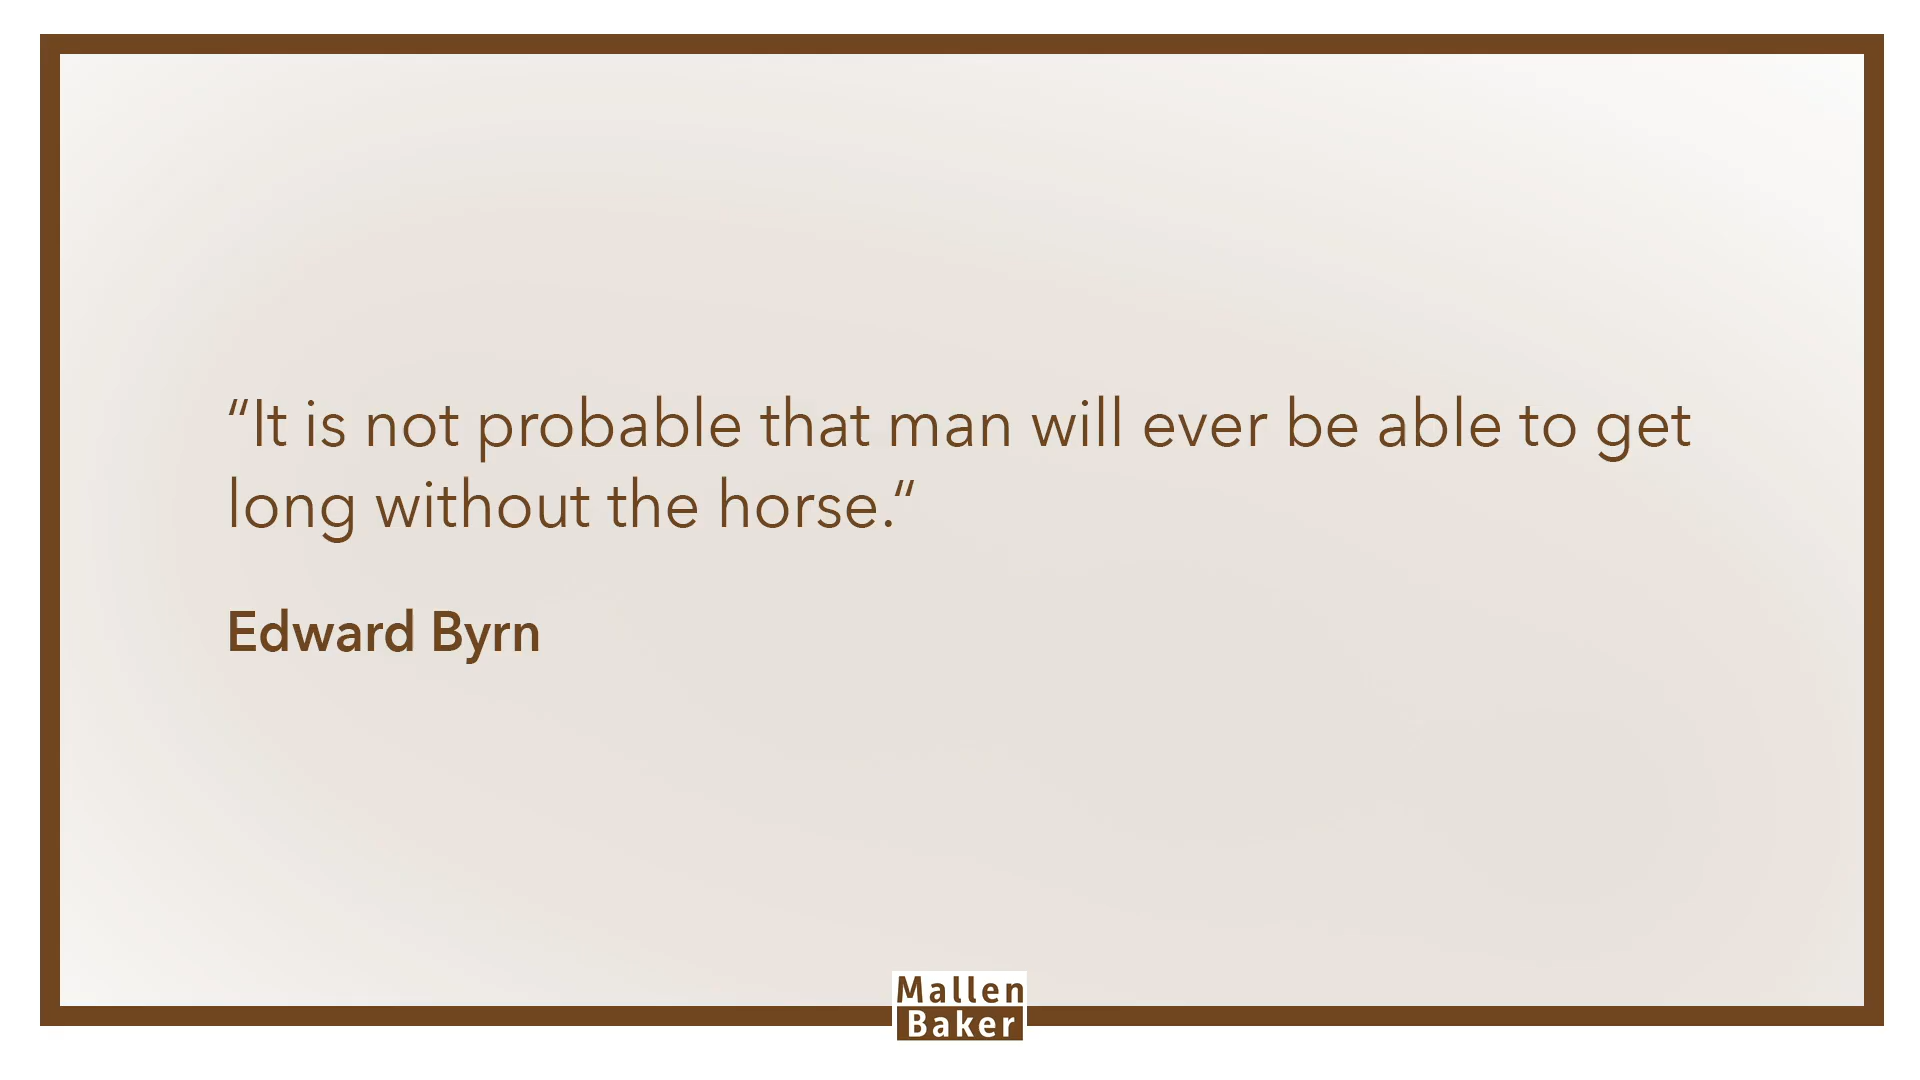 “It is not probable that man will ever be able to get
long without the horse.“
Edward Byrn
Mallen
Baker